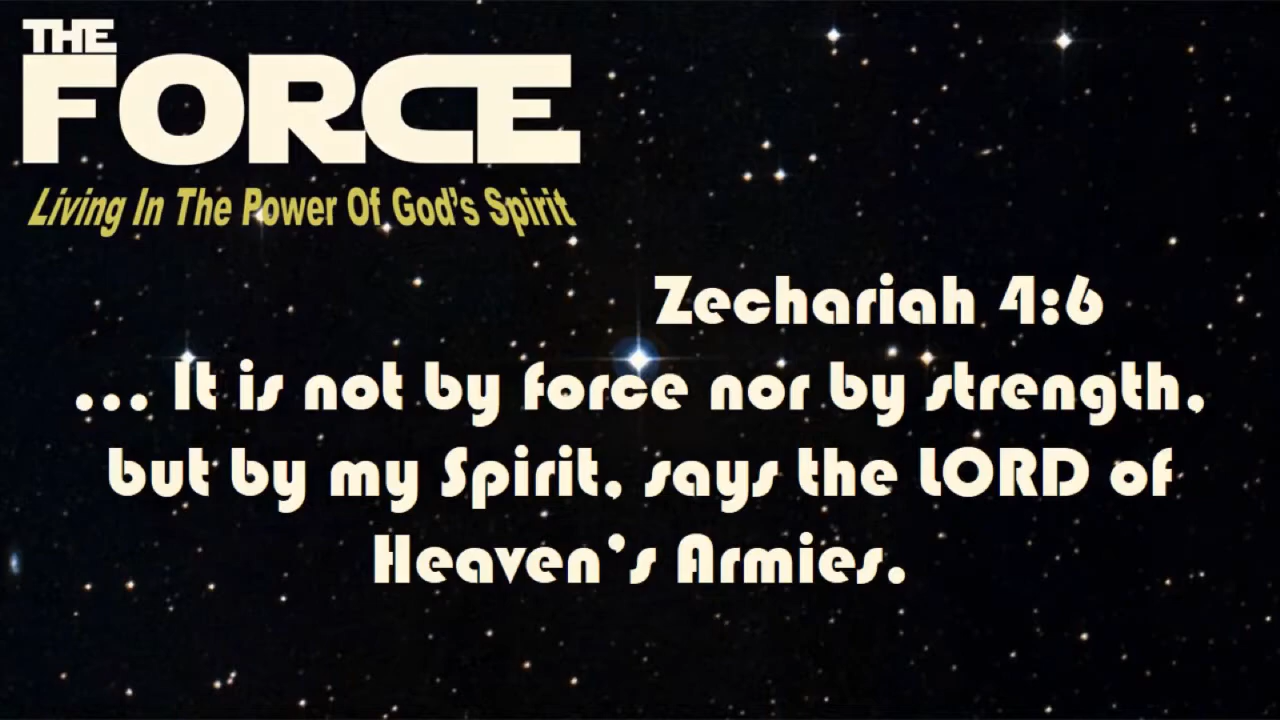 THE
FORCE
Living In The Power Of God's Spirit
Zechariah 4:6
... It is not by force nor by strength,
but by my Spirit, says the LORD of
Heaven's Armies.